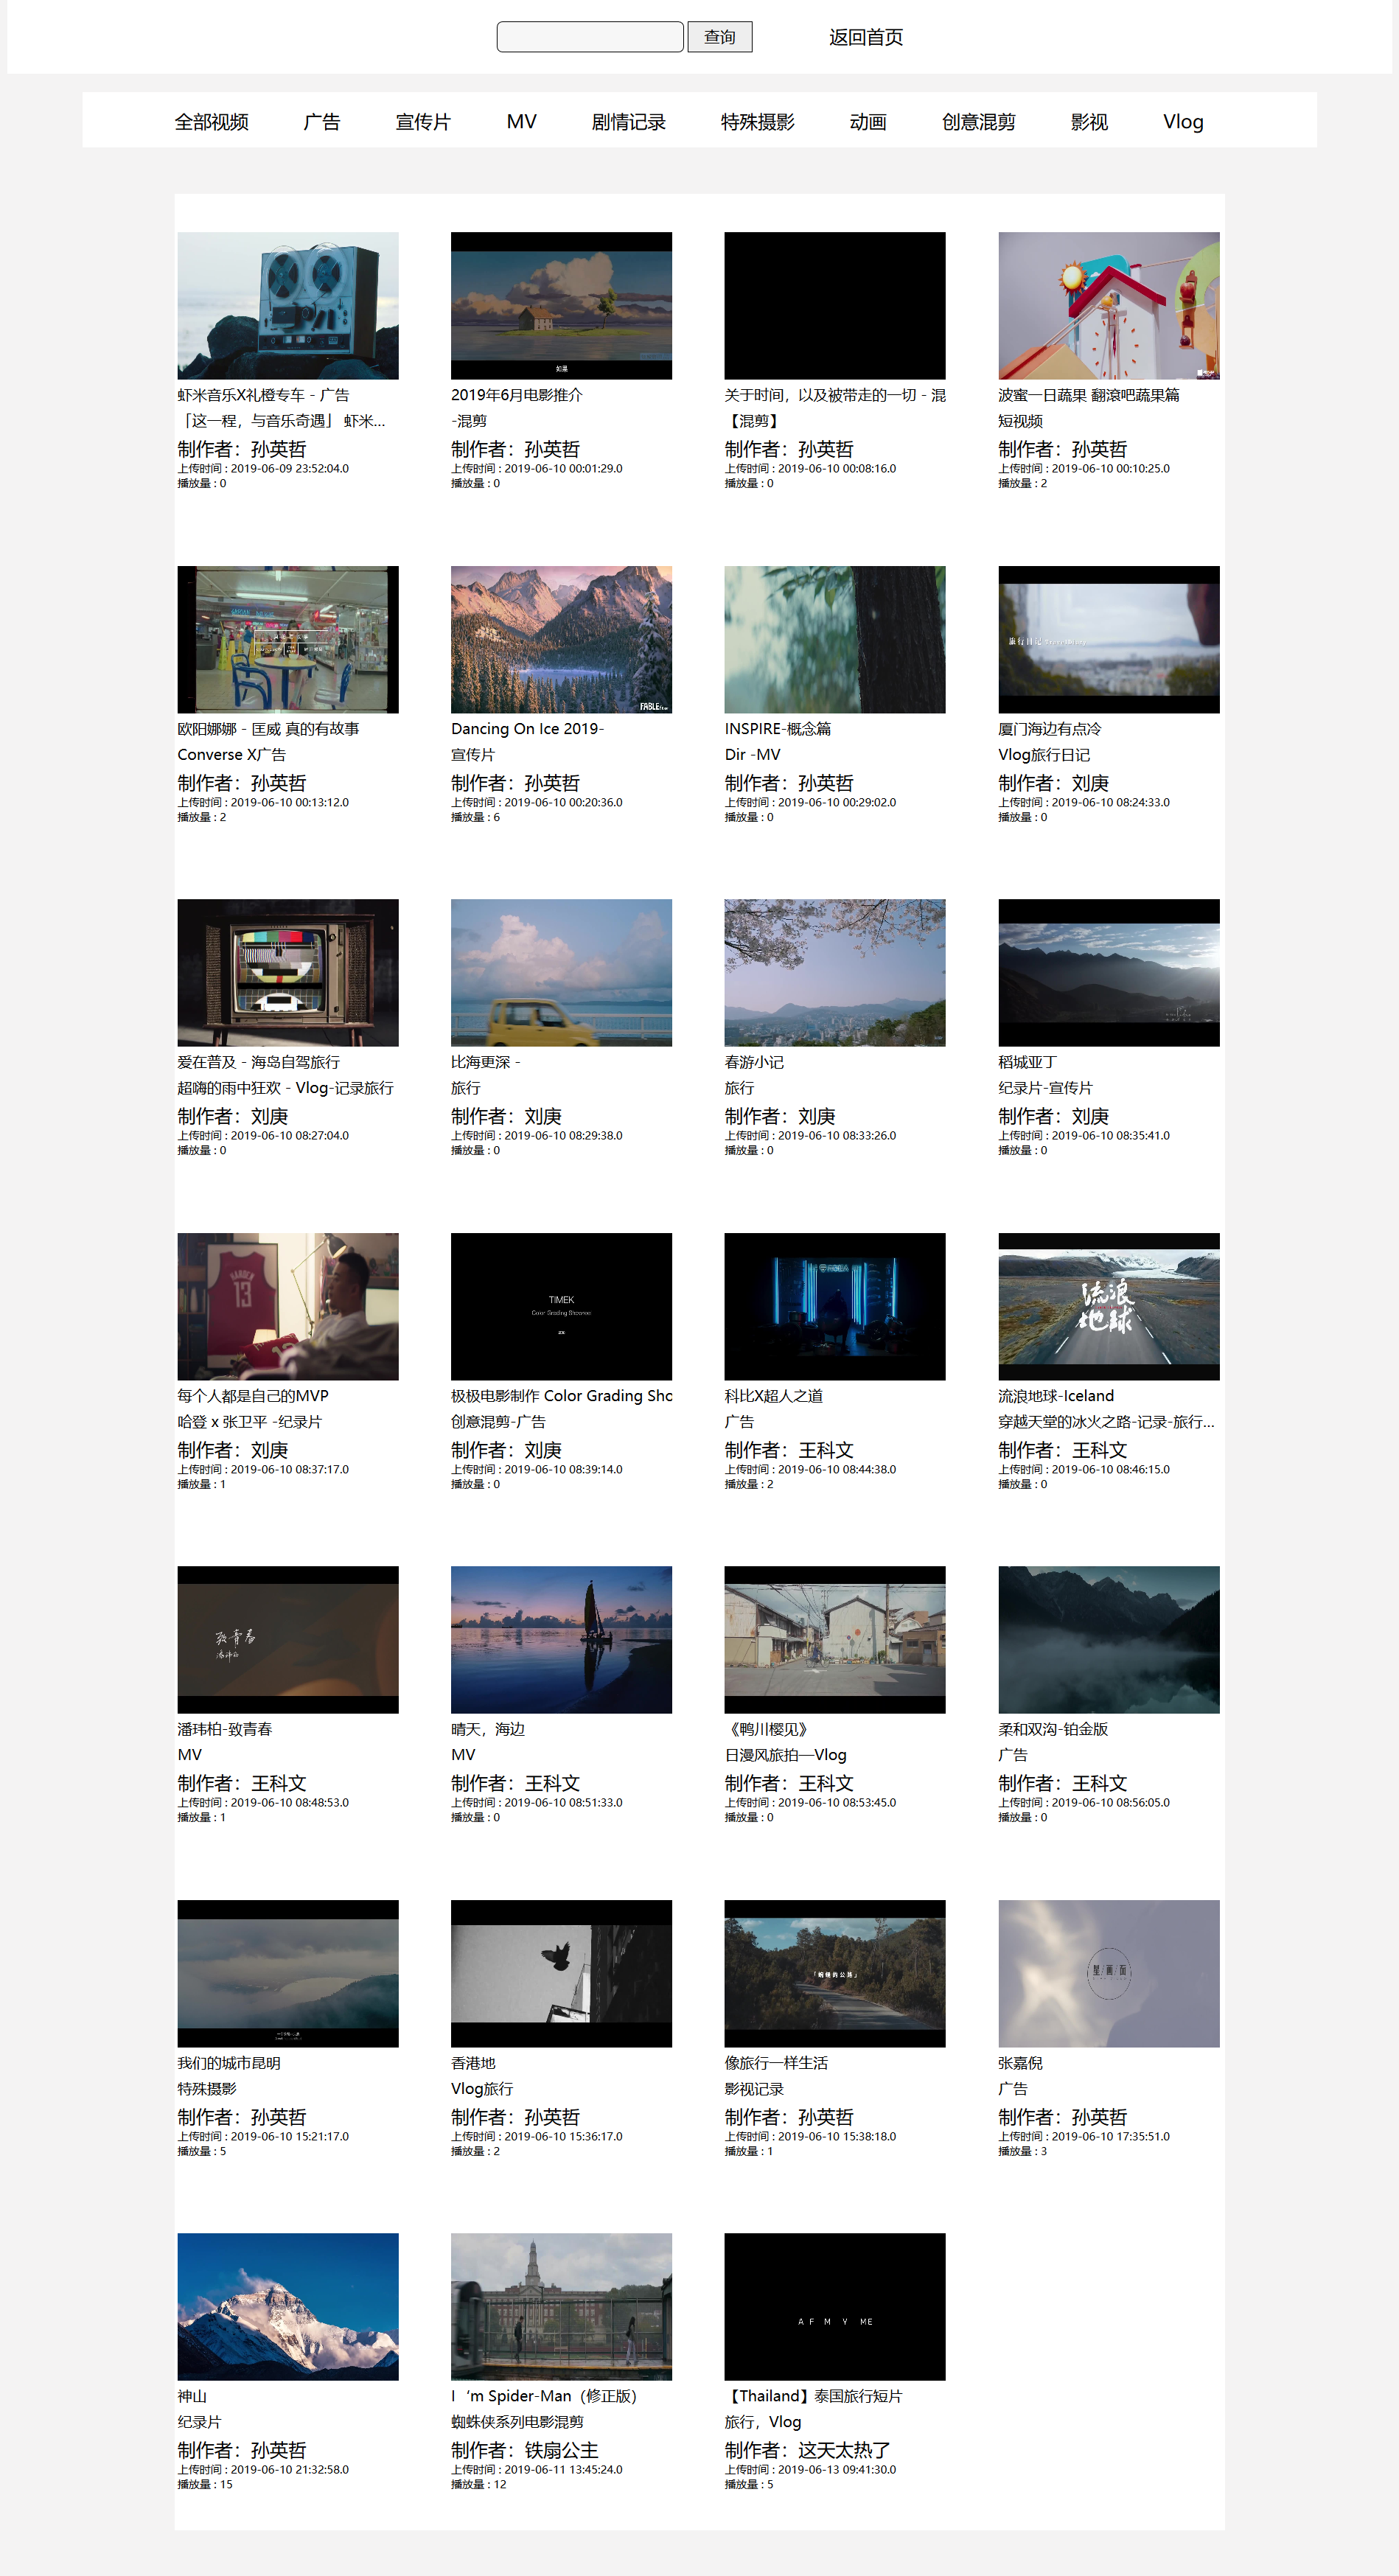 查询 返回首页
全部视频 广告 宣传片 MV 剧情记录 特殊摄影 动画 创意混剪 影视 Vlog
如果
虾米音乐X礼橙专车 - 广告
「这一程，与音乐奇遇」 虾米...
制作者：孙英哲
上传时间 : 2019-06-09 23:52:04.0
播放量 : 0
2019年6月电影推介
-混剪
制作者：孙英哲
上传时间 : 2019-06-10 00:01:29.0
播放量 : 0
关于时间，以及被带走的一切 - 混
【混剪】
制作者：孙英哲
上传时间 : 2019-06-10 00:08:16.0
播放量 : 0
波蜜一日蔬果 翻滚吧蔬果篇
短视频
制作者：孙英哲
上传时间 : 2019-06-10 00:10:25.0
播放量 : 2
欧阳娜娜 - 匡威 真的有故事
Converse X广告
制作者：孙英哲
上传时间 : 2019-06-10 00:13:12.0
播放量 : 2
FABLE
Dancing On Ice 2019-
宣传片
制作者：孙英哲
上传时间 : 2019-06-10 00:20:36.0
播放量 : 6
INSPIRE-概念篇
Dir -MV
制作者：孙英哲
上传时间 : 2019-06-10 00:29:02.0
播放量 : 0
旅行日记
厦门海边有点冷
Vlog旅行日记
制作者：刘庚
上传时间 : 2019-06-10 08:24:33.0
播放量 : 0
爱在普及 - 海岛自驾旅行
超嗨的雨中狂欢 - Vlog-记录旅行
制作者：刘庚
上传时间 : 2019-06-10 08:27:04.0
播放量 : 0
比海更深 -
旅行
制作者：刘庚
上传时间 : 2019-06-10 08:29:38.0
播放量 : 0
春游小记
旅行
制作者：刘庚
上传时间 : 2019-06-10 08:33:26.0
播放量 : 0
稻城亚丁
纪录片-宣传片
制作者：刘庚
上传时间 : 2019-06-10 08:35:41.0
播放量 : 0
HARDEN
13
每个人都是自己的MVP
哈登 x 张卫平 -纪录片
制作者：刘庚
上传时间 : 2019-06-10 08:37:17.0
播放量 : 1
TIMEK
Color Grading Showreel
极极电影制作 Color Grading Sho
创意混剪-广告
制作者：刘庚
上传时间 : 2019-06-10 08:39:14.0
播放量 : 0
科比X超人之道
广告
制作者：王科文
上传时间 : 2019-06-10 08:44:38.0
播放量 : 2
流浪
地球
流浪地球-Iceland
穿越天堂的冰火之路-记录-旅行...
制作者：王科文
上传时间 : 2019-06-10 08:46:15.0
播放量 : 0
致青春
潘玮柏
潘玮柏-致青春
MV
制作者：王科文
上传时间 : 2019-06-10 08:48:53.0
播放量 : 1
晴天，海边
MV
制作者：王科文
上传时间 : 2019-06-10 08:51:33.0
播放量 : 0
《鸭川樱见》
日漫风旅拍—Vlog
制作者：王科文
上传时间 : 2019-06-10 08:53:45.0
播放量 : 0
柔和双沟-铂金版
广告
制作者：王科文
上传时间 : 2019-06-10 08:56:05.0
播放量 : 0
我们的城市昆明
特殊摄影
制作者：孙英哲
上传时间 : 2019-06-10 15:21:17.0
播放量 : 5
香港地
Vlog旅行
制作者：孙英哲
上传时间 : 2019-06-10 15:36:17.0
播放量 : 2
「蜿蜒的公路」
像旅行一样生活
影视记录
制作者：孙英哲
上传时间 : 2019-06-10 15:38:18.0
播放量 : 1
星/画/面
张嘉倪
广告
制作者：孙英哲
上传时间 : 2019-06-10 17:35:51.0
播放量 : 3
神山
纪录片
制作者：孙英哲
上传时间 : 2019-06-10 21:32:58.0
播放量 : 15
I‘m Spider-Man（修正版）
蜘蛛侠系列电影混剪
制作者：铁扇公主
上传时间 : 2019-06-11 13:45:24.0
播放量 : 12
A F M Y ME
【Thailand】泰国旅行短片
旅行，Vlog
制作者：这天太热了
上传时间 : 2019-06-13 09:41:30.0
播放量 : 5